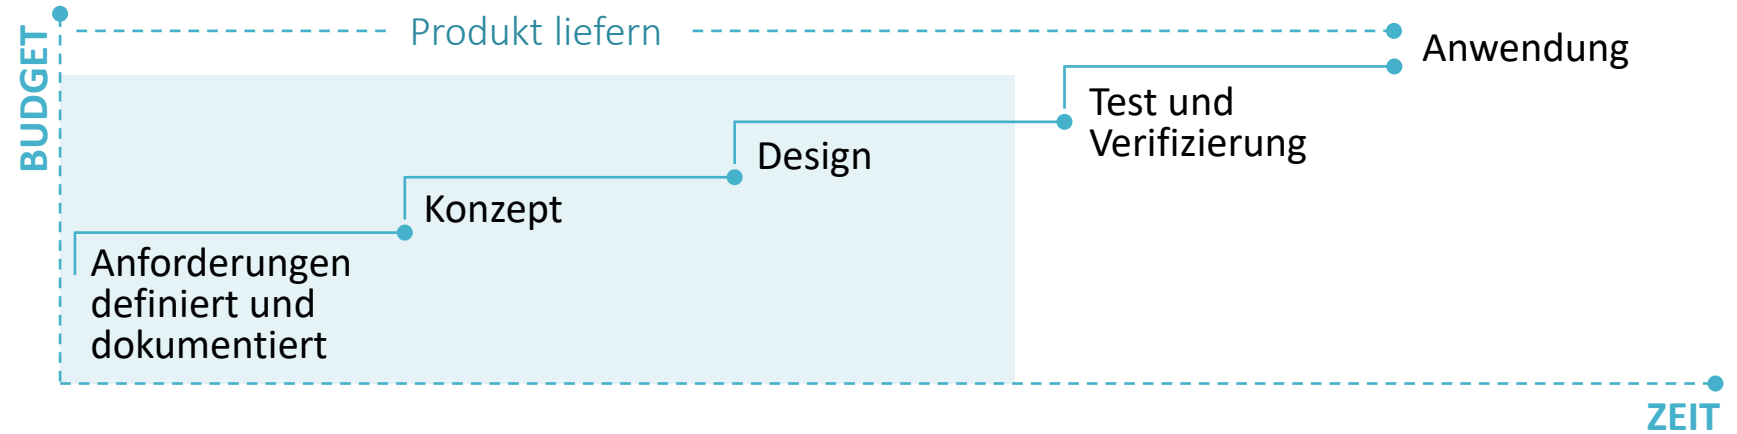 BUDGET
Produkt liefern
Anwendung
Test und
Verifizierung
Design
Konzept
Anforderungen
definiert und
dokumentiert
ZEIT